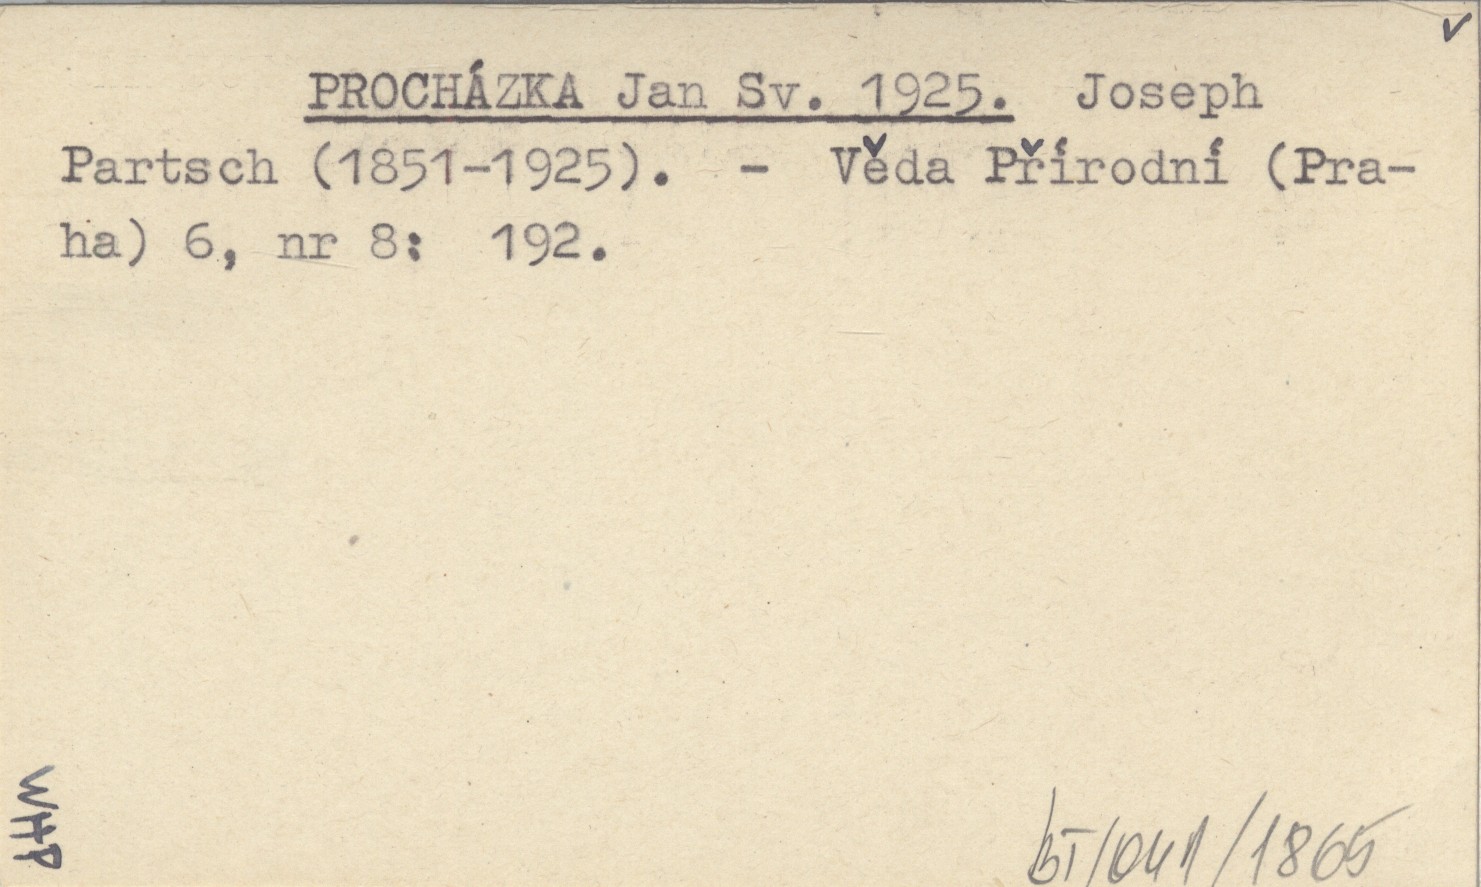 PROCHÁZKA Jan Sv. 1925. Joseph
Partsch (1851-1925). - Věda Přírodní (Pra-
ha) 6, nr 8: 192.
WHP
BT/041/1865